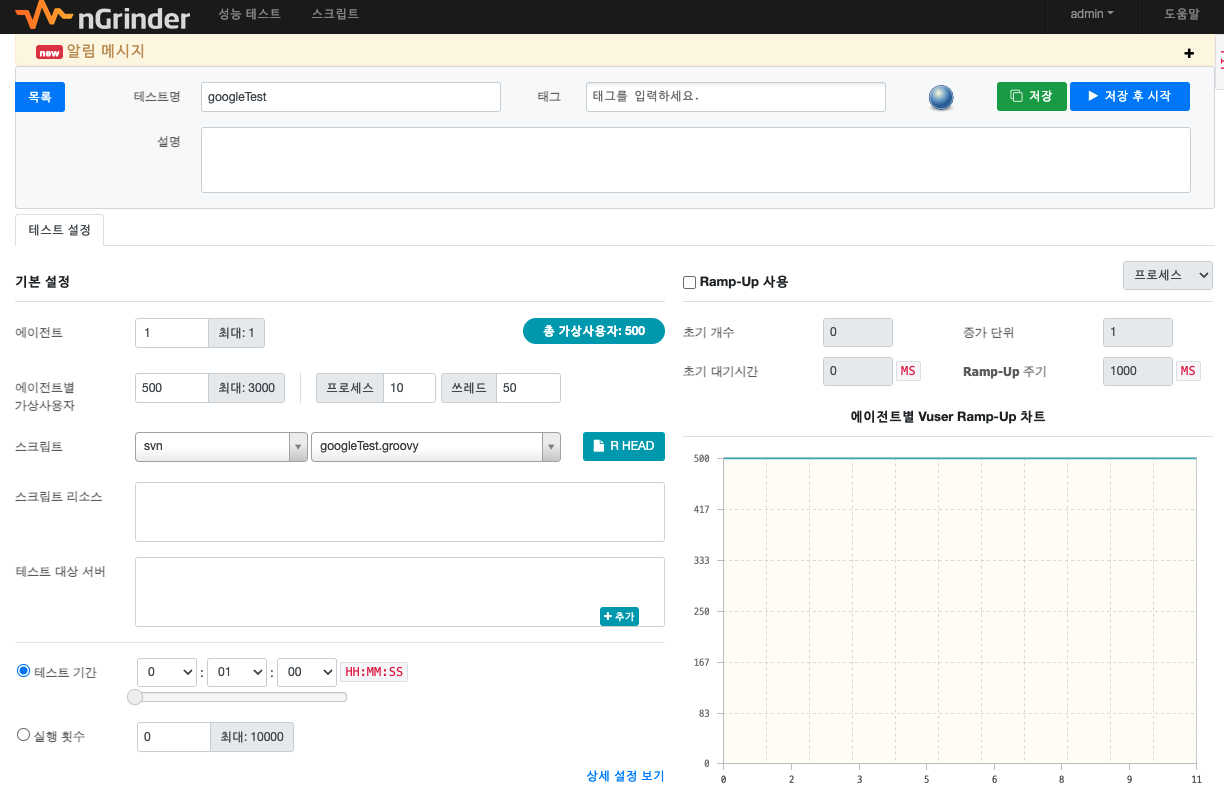 nGrinder 성능 테스트 스크립트 admin 도움말
new 알림 메시지 +
목록 테스트명 googleTest 태그 태그를 입력하세요. 저장 저장 후 시작
설명
테스트 설정
기본 설정
에이전트 1 최대: 1 총 가상사용자: 500
에이전트별
가상사용자 500 최대: 3000 프로세스 10 쓰레드 50
스크립트 svn googleTest.groovy R HEAD
스크립트 리소스
테스트 대상 서버
+ 추가
테스트 기간 0 : 01 : 00 HH:MM:SS
실행 횟수 0 최대: 10000
상세 설정 보기
Ramp-Up 사용 프로세스
초기 개수 0 증가 단위 1
초기 대기시간 0 MS Ramp-Up 주기 1000 MS
에이전트별 Vuser Ramp-Up 차트
500
417
333
250
167
83
0
0 2 3 5 6 8 9 11